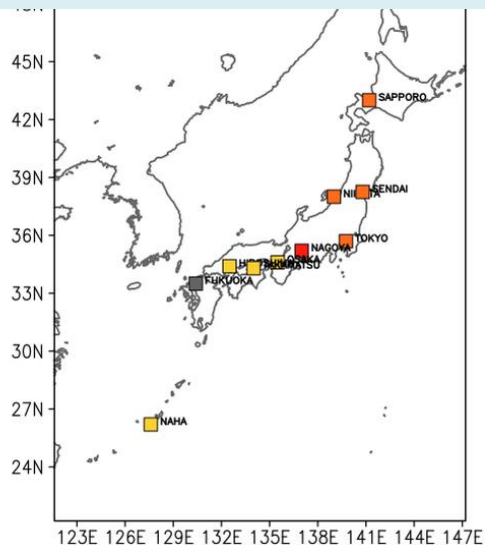 45N
SAPPORO
42N
39N
SENDAI
36N
TOKYO
NAGOYA
OSAKA
33N
FUKUOKA
30N
27N
NAHA
24N
123E 126E 129E 132E 135E 138E 141E 144E 147E